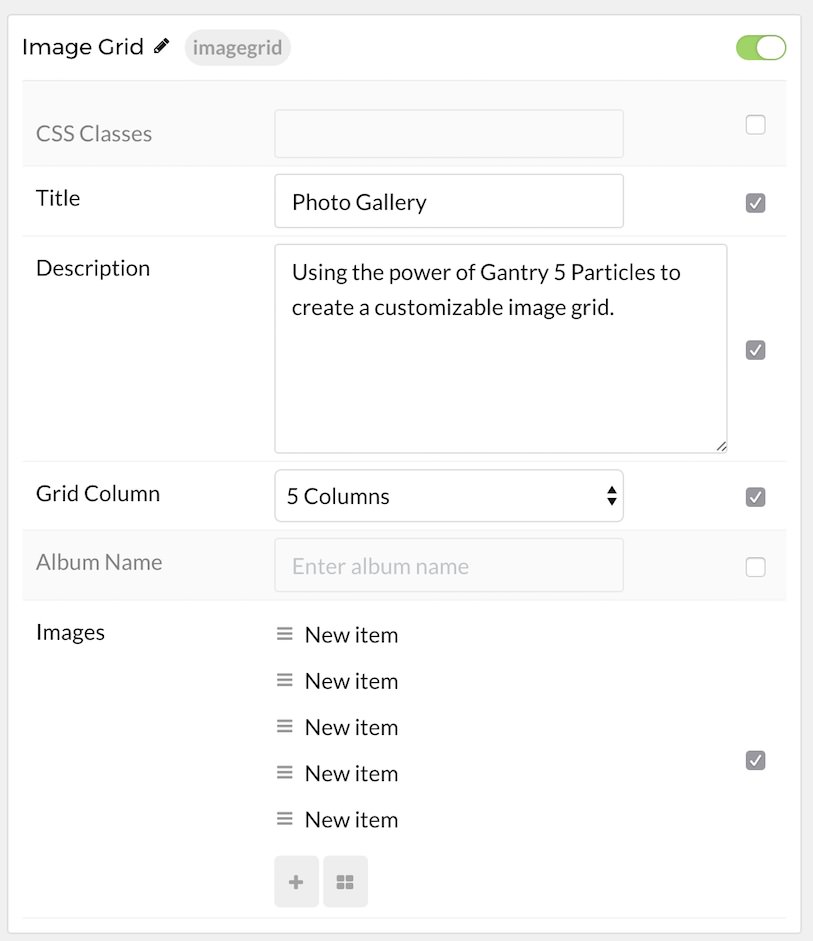 Image Grid imagegrid
CSS Classes
Title Photo Gallery
Description Using the power of Gantry 5 Particles to
create a customizable image grid.
Grid Column 5 Columns
Album Name Enter album name
Images New item
New item
New item
New item
New item